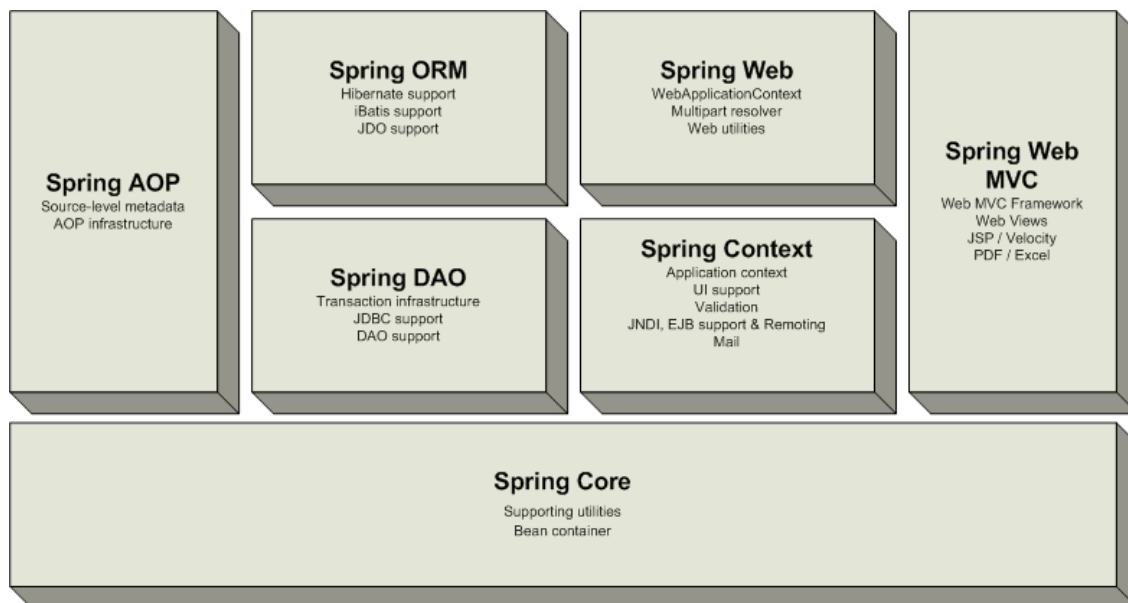 Spring AOP
Source-level metadata
AOP infrastructure
Spring ORM
Hibernate support
iBatis support
JDO support
Spring DAO
Transaction infrastructure
JDBC support
DAO support
Spring Web
WebApplicationContext
Multipart resolver
Web utilities
Spring Context
Application context
UI support
Validation
JNDI, EJB support & Remoting
Mail
Spring Web
MVC
Web MVC Framework
Web Views
JSP / Velocity
PDF / Excel
Spring Core
Supporting utilities
Bean container